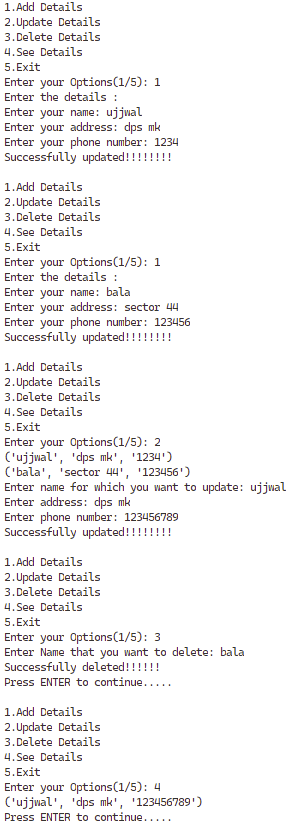 1.Add Details
2.Update Details
3.Delete Details
4.See Details
5.Exit
Enter your Options(1/5): 1
Enter the details :
Enter your name: ujjwal
Enter your address: dps mk
Enter your phone number: 1234
Successfully updated!!!!!!!!

1.Add Details
2.Update Details
3.Delete Details
4.See Details
5.Exit
Enter your Options(1/5): 1
Enter the details :
Enter your name: bala
Enter your address: sector 44
Enter your phone number: 123456
Successfully updated!!!!!!!!

1.Add Details
2.Update Details
3.Delete Details
4.See Details
5.Exit
Enter your Options(1/5): 2
('ujjwal', 'dps mk', '1234')
('bala', 'sector 44', '123456')
Enter name for which you want to update: ujjwal
Enter address: dps mk
Enter phone number: 123456789
Successfully updated!!!!!!!!

1.Add Details
2.Update Details
3.Delete Details
4.See Details
5.Exit
Enter your Options(1/5): 3
Enter Name that you want to delete: bala
Successfully deleted!!!!!!
Press ENTER to continue.....

1.Add Details
2.Update Details
3.Delete Details
4.See Details
5.Exit
Enter your Options(1/5): 4
('ujjwal', 'dps mk', '123456789')
Press ENTER to continue.....